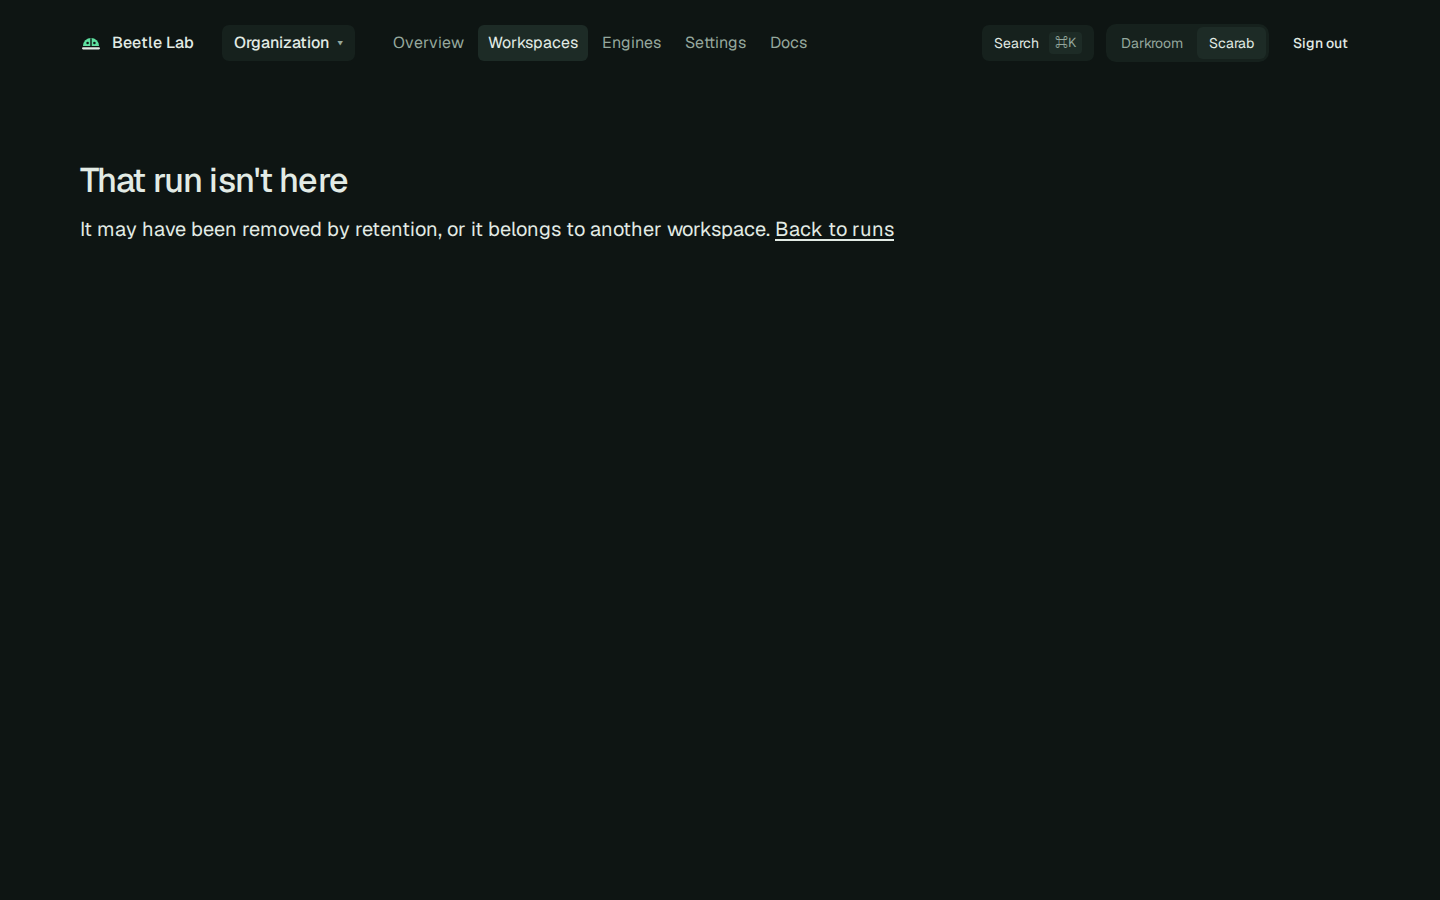 Beetle Lab Organization ▾ Overview Workspaces Engines Settings Docs Search ⌘K Darkroom Scarab Sign out
That run isn't here
It may have been removed by retention, or it belongs to another workspace. Back to runs